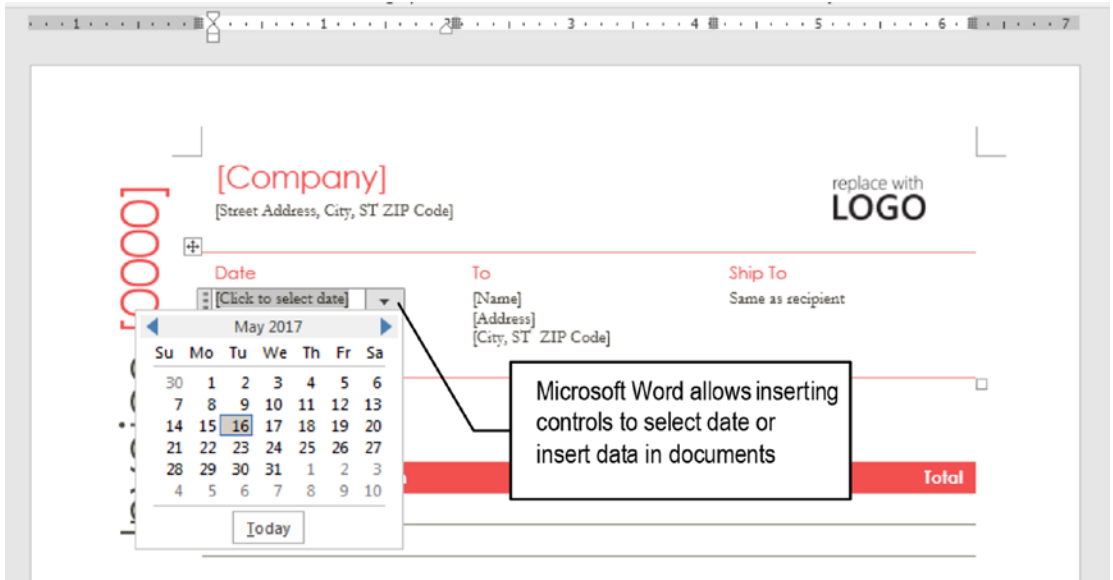 1 1 2 3 4 5 6 7
[Company]
[Street Address, City, ST ZIP Code]
replace with
LOGO
[000]
Date
To
Ship To
[Click to select date]
[Name]
Same as recipient
[Address]
[City, ST ZIP Code]
May 2017
Su Mo Tu We Th Fr Sa
30 1 2 3 4 5 6
7 8 9 10 11 12 13
14 15 16 17 18 19 20
21 22 23 24 25 26 27
28 29 30 31 1 2 3
4 5 6 7 8 9 10
Today
Microsoft Word allows inserting
controls to select date or
insert data in documents
Total